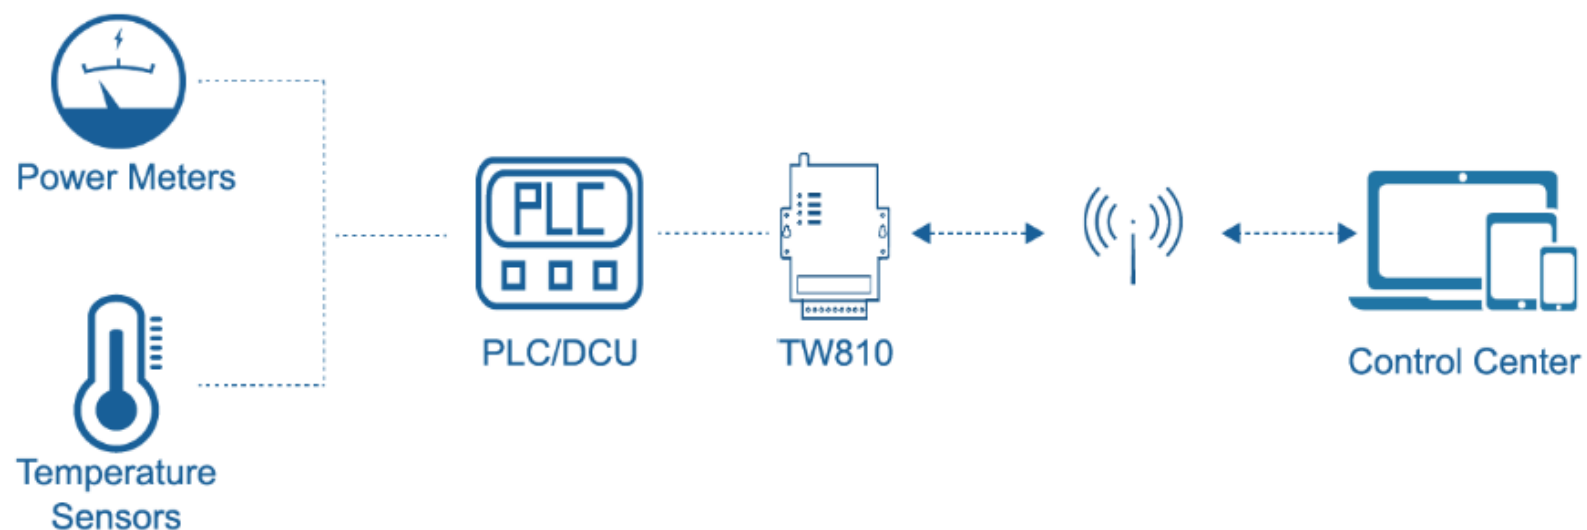 Power Meters
PLC
PLC/DCU
TW810
Control Center
Temperature
Sensors